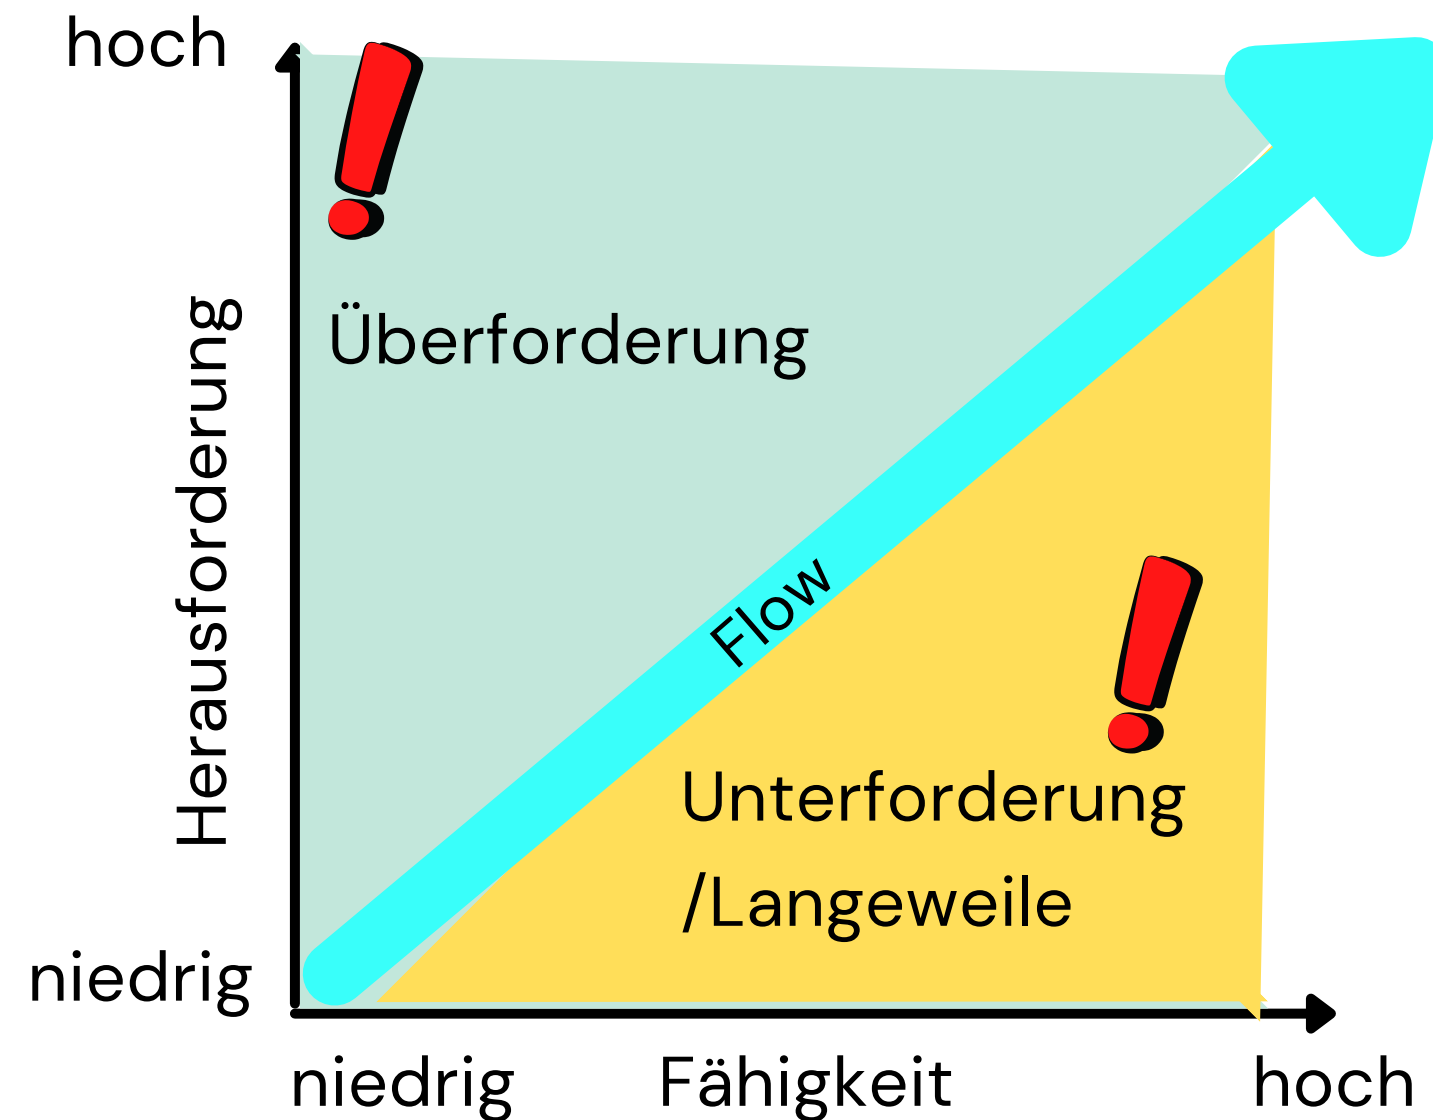 hoch
Überforderung
Herausforderung
Flow
Unterforderung
/Langeweile
niedrig
niedrig
Fähigkeit
hoch